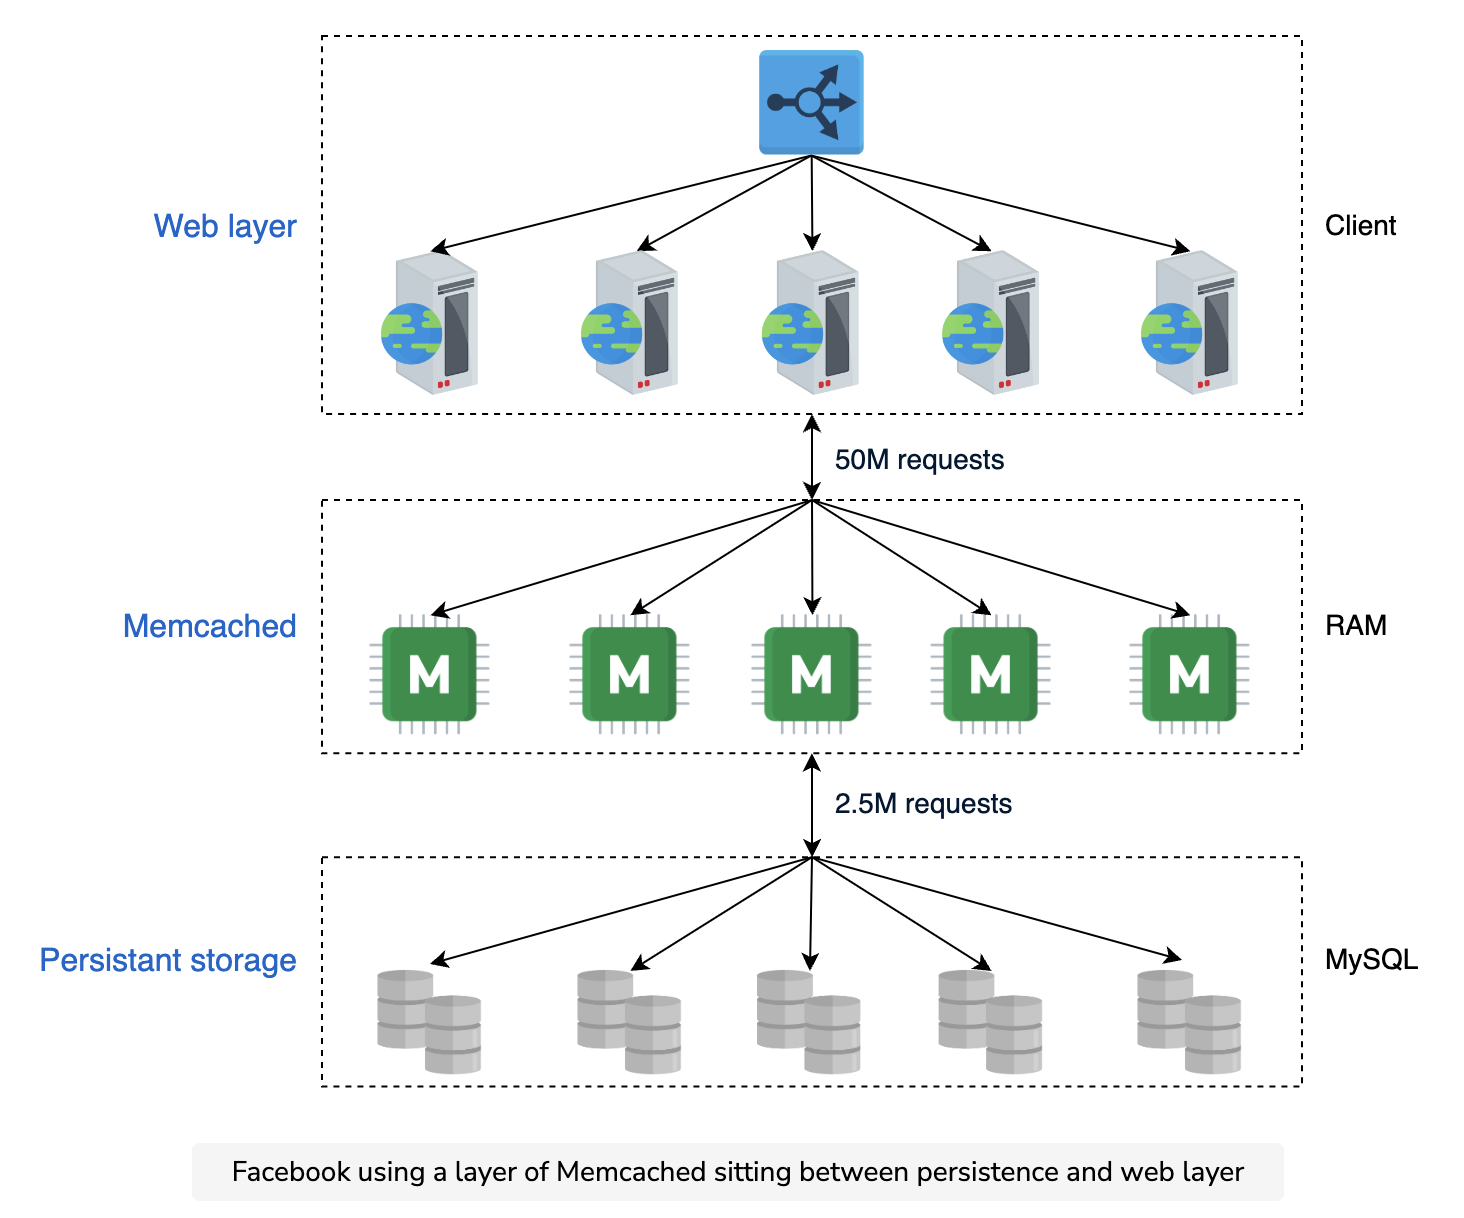 Web layer
Client
50M requests
Memcached
RAM
M
M
M
M
M
2.5M requests
Persistant storage
MySQL
Facebook using a layer of Memcached sitting between persistence and web layer